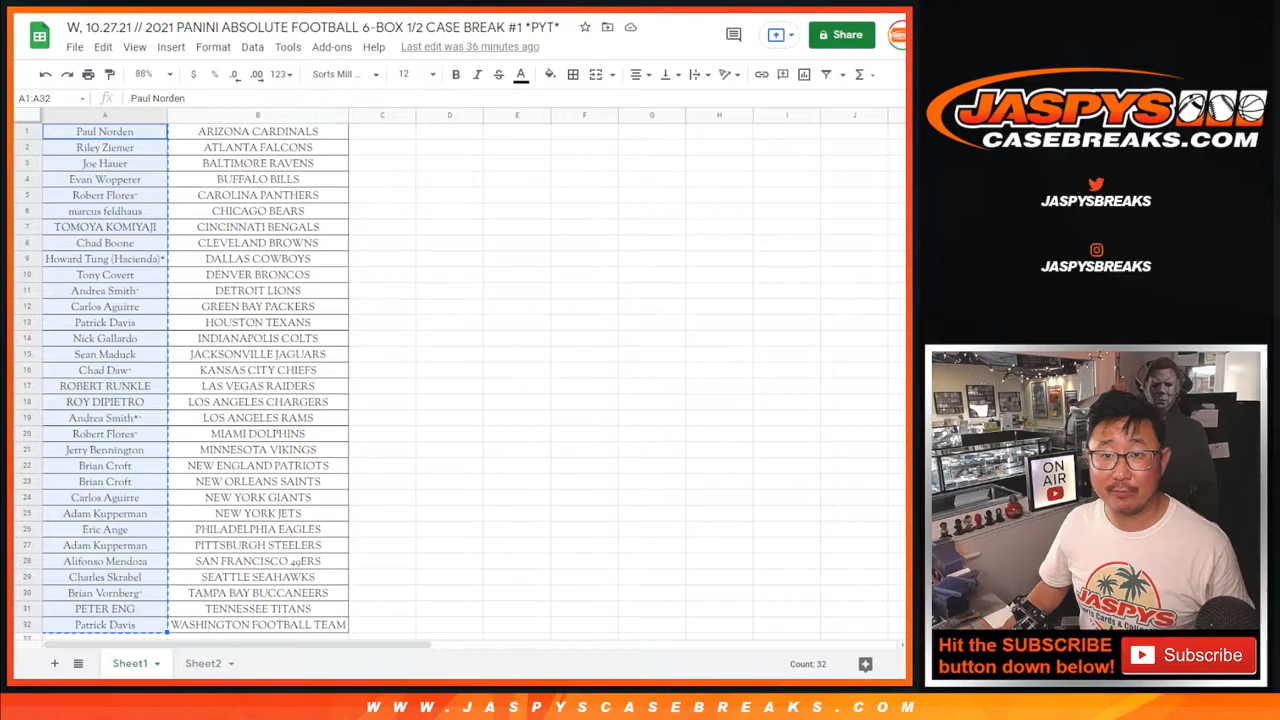 W, 10.27.21 // 2021 PANINI ABSOLUTE FOOTBALL 6-BOX 1/2 CASE BREAK #1 *PYT*
File Edit View Insert Format Data Tools Add-ons Help Last edit was 36 minutes ago
Share
88% $ % .0 .00 123 Sorts Mill ... 12 B I S A
A1:A32 fx Paul Norden
A B C D E F G H I J
1 Paul Norden ARIZONA CARDINALS
2 Riley Ziemer ATLANTA FALCONS
3 Joe Hauer BALTIMORE RAVENS
4 Evan Wopperer BUFFALO BILLS
5 Robert Flores^ CAROLINA PANTHERS
6 marcus feldhaus CHICAGO BEARS
7 TOMOYA KOMIYAJI CINCINNATI BENGALS
8 Chad Boone CLEVELAND BROWNS
9 Howard Tung (Hacienda)* DALLAS COWBOYS
10 Tony Covert DENVER BRONCOS
11 Andrea Smith^ DETROIT LIONS
12 Carlos Aguirre GREEN BAY PACKERS
13 Patrick Davis HOUSTON TEXANS
14 Nick Gallardo INDIANAPOLIS COLTS
15 Sean Maduck JACKSONVILLE JAGUARS
16 Chad Daw^ KANSAS CITY CHIEFS
17 ROBERT RUNKLE LAS VEGAS RAIDERS
18 ROY DIPIETRO LOS ANGELES CHARGERS
19 Andrea Smith*^ LOS ANGELES RAMS
20 Robert Flores^ MIAMI DOLPHINS
21 Jerry Bennington MINNESOTA VIKINGS
22 Brian Croft NEW ENGLAND PATRIOTS
23 Brian Croft NEW ORLEANS SAINTS
24 Carlos Aguirre NEW YORK GIANTS
25 Adam Kupperman NEW YORK JETS
26 Eric Ange PHILADELPHIA EAGLES
27 Adam Kupperman PITTSBURGH STEELERS
28 Alifonso Mendoza SAN FRANCISCO 49ERS
29 Charles Skrabel SEATTLE SEAHAWKS
30 Brian Vornberg^ TAMPA BAY BUCCANEERS
31 PETER ENG TENNESSEE TITANS
32 Patrick Davis WASHINGTON FOOTBALL TEAM
Sheet1 Sheet2 Count: 32
JASPYS
CASEBREAKS.COM
JASPYSBREAKS
JASPYSBREAKS
ON
AIR
JASPYS
Hit the SUBSCRIBE
button down below!
Subscribe
WWW.JASPYSCASEBREAKS.COM